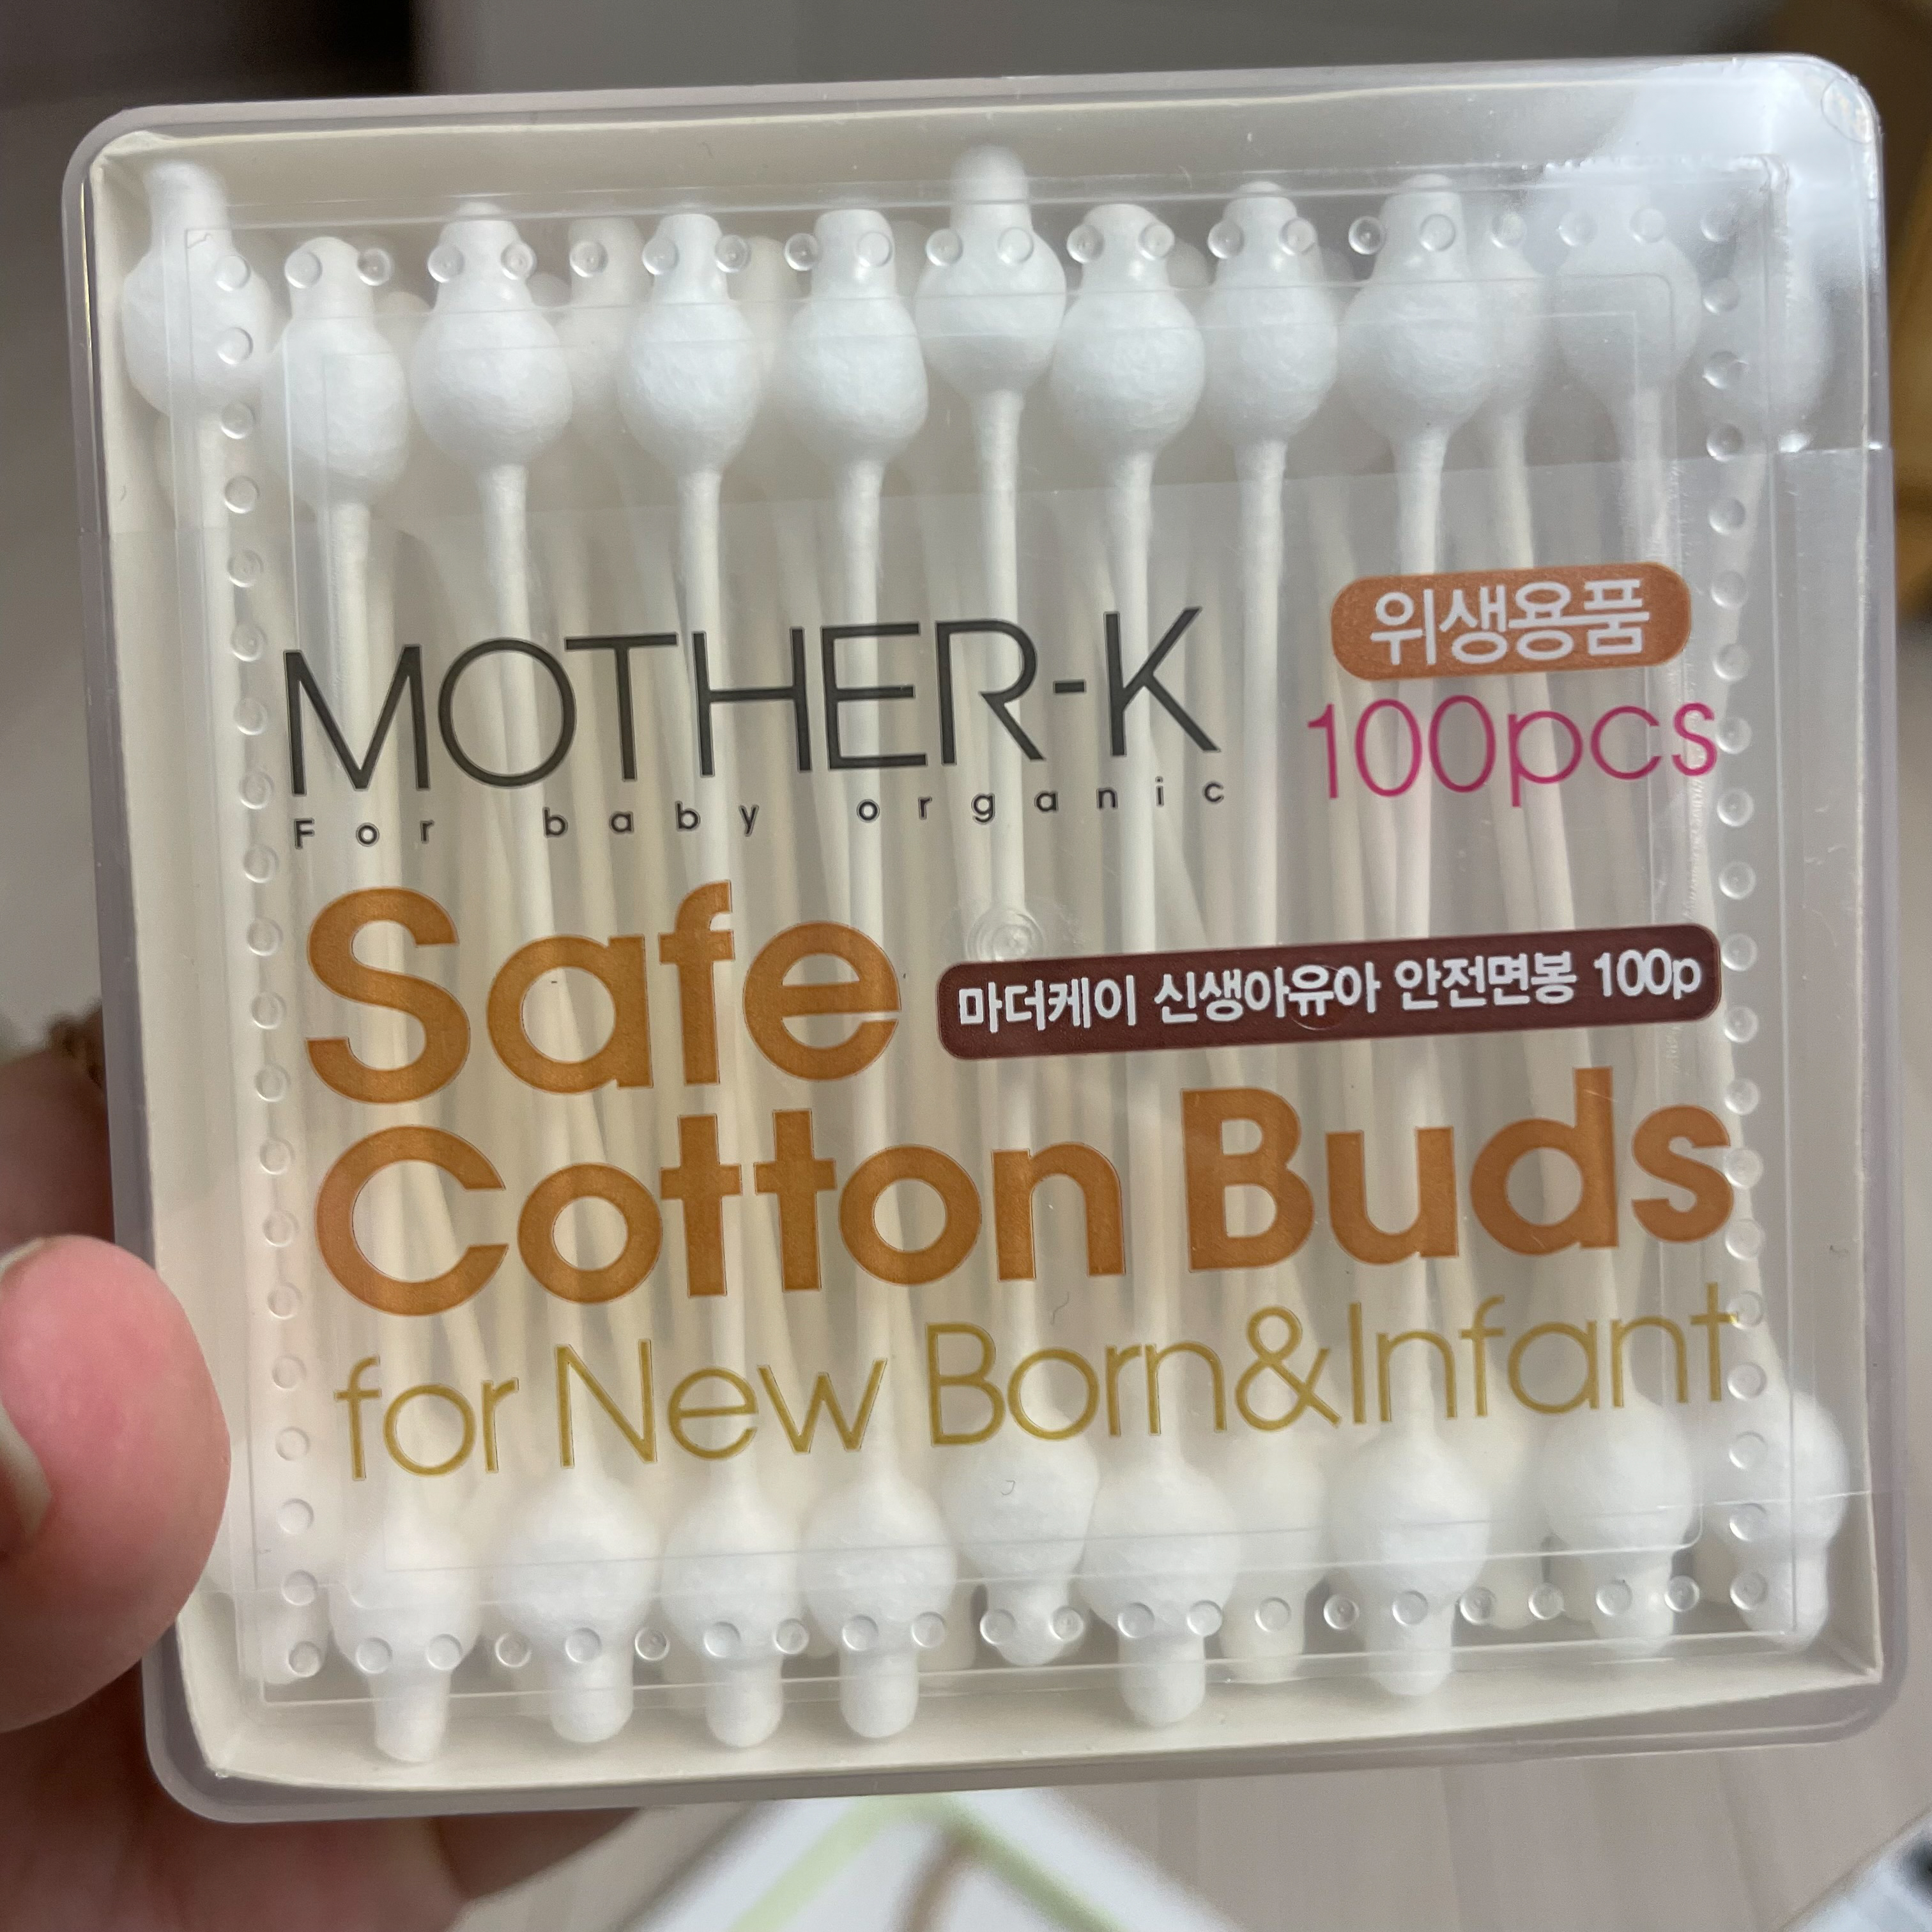 MOTHER-K
For baby organic
위생용품
100pcs
Safe
마더케이 신생아유아 안전면봉 100p
Cotton Buds
for New Born&Infant